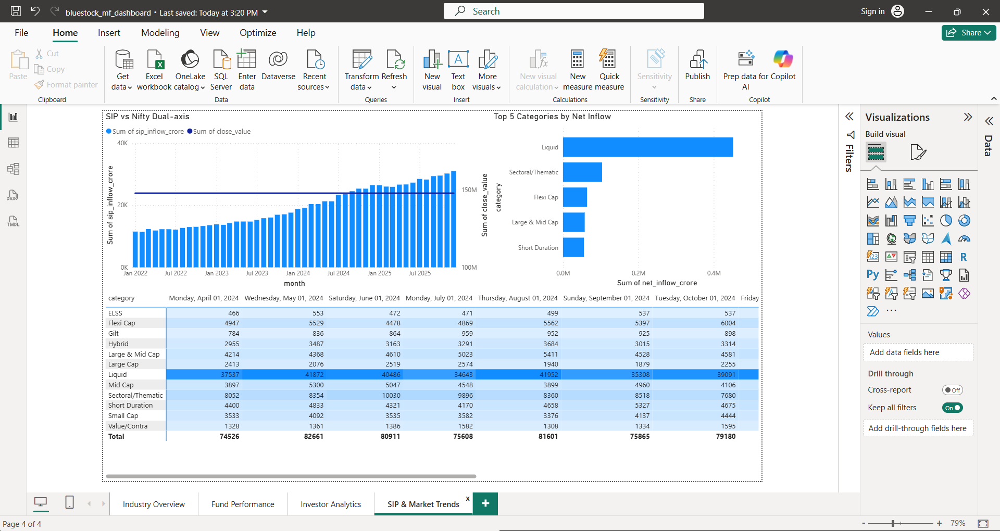 bluestock_mf_dashboard • Last saved: Today at 3:20 PM
Search
Sign in
File Home Insert Modeling View Optimize Help
Share
Paste
Cut
Copy
Format painter
Clipboard
Get data
Excel workbook
OneLake catalog
SQL Server
Enter data
Dataverse
Recent sources
Data
Transform data
Refresh
Queries
New visual
Text box
More visuals
Insert
New visual calculation
New measure
Quick measure
Calculations
Sensitivity
Sensitivity
Publish
Share
Prep data for AI
Copilot
Copilot
SIP vs Nifty Dual-axis
Sum of sip_inflow_crore Sum of close_value
Sum of sip_inflow_crore
40K
20K
0K
Jan 2022 Jul 2022 Jan 2023 Jul 2023 Jan 2024 Jul 2024 Jan 2025 Jul 2025
month
150M
100M
Sum of close_value
Top 5 Categories by Net Inflow
category
Liquid
Sectoral/Thematic
Flexi Cap
Large & Mid Cap
Short Duration
0.0M 0.2M 0.4M
Sum of net_inflow_crore
category Monday, April 01, 2024 Wednesday, May 01, 2024 Saturday, June 01, 2024 Monday, July 01, 2024 Thursday, August 01, 2024 Sunday, September 01, 2024 Tuesday, October 01, 2024 Friday
ELSS 466 553 472 471 499 537 537
Flexi Cap 4947 5529 4478 4869 5562 5397 6004
Gilt 784 836 864 959 952 925 898
Hybrid 2955 3487 3163 3291 3684 3015 3314
Large & Mid Cap 4214 4368 4610 5023 5411 4528 4581
Large Cap 2413 2076 2519 2574 1940 1879 2255
Liquid 37537 41872 40486 34643 41952 35308 39091
Mid Cap 3897 5300 5047 4548 3899 4960 4106
Sectoral/Thematic 8052 8354 10030 9896 8360 8518 7680
Short Duration 4400 4833 4321 4170 4658 5327 4675
Small Cap 3533 4092 3535 3582 3376 4137 4444
Value/Contra 1328 1361 1386 1582 1308 1334 1595
Total 74526 82661 80911 75608 81601 75865 79180
Filters
Visualizations
Build visual
Values
Add data fields here
Drill through
Cross-report Off
Keep all filters On
Add drill-through fields here
Data
DAX
TMDL
123
R
Py
Industry Overview
Fund Performance
Investor Analytics
SIP & Market Trends x
+
Page 4 of 4
- + 79%